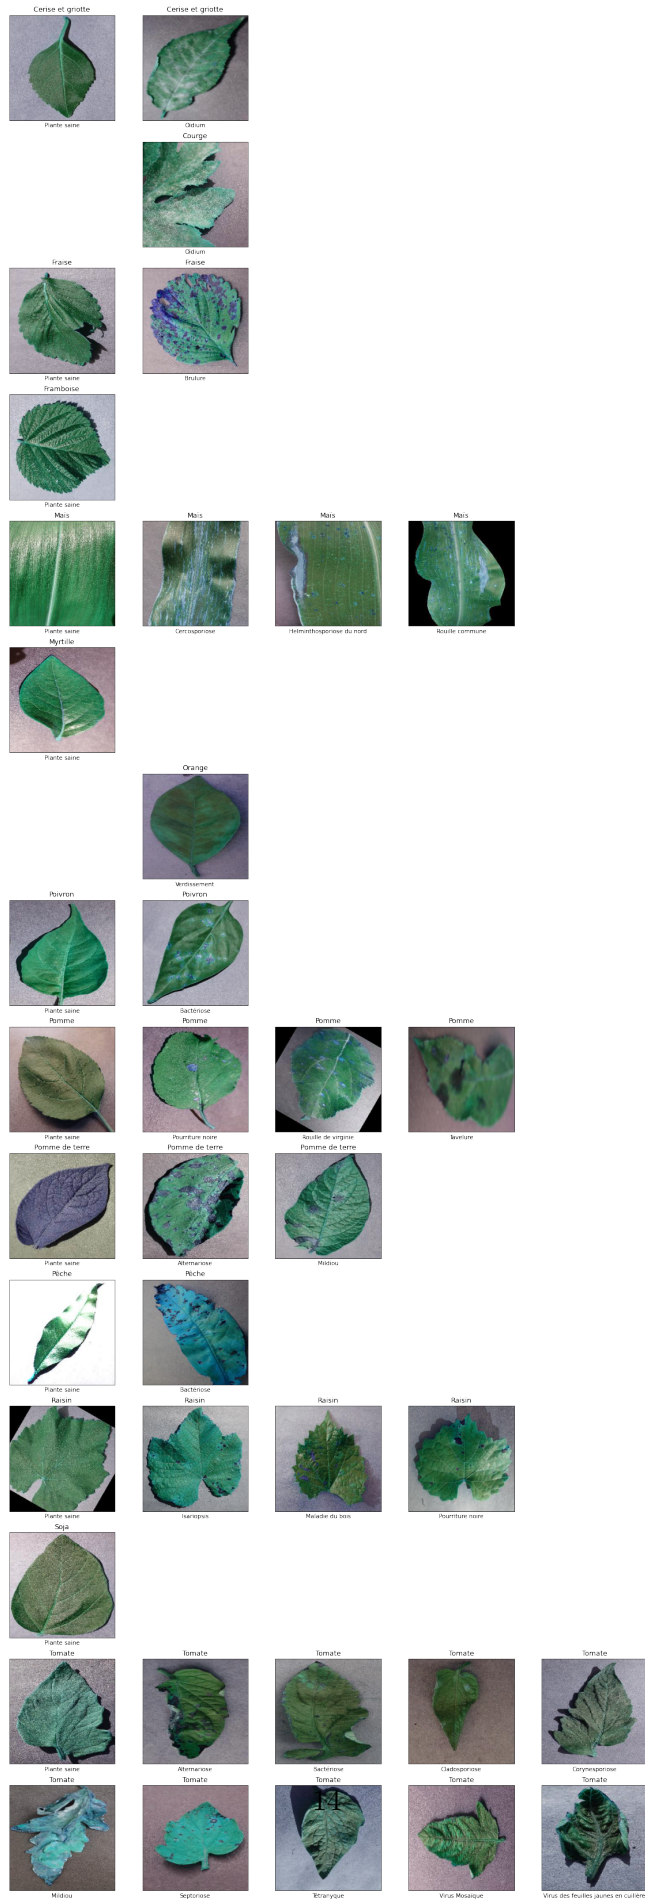 Cerise et griotte Cerise et griotte
Plante saine Oidium
Courge
Oidium
Fraise Fraise
Plante saine Brulure
Framboise
Plante saine
Maïs Maïs Maïs Maïs
Plante saine Cercosporiose Helminthosporiose du nord Rouille commune
Myrtille
Plante saine
Orange
Verdissement
Poivron Poivron
Plante saine Bactériose
Pomme Pomme Pomme Pomme
Plante saine Pourriture noire Rouille de virginie Tavelure
Pomme de terre Pomme de terre Pomme de terre
Plante saine Alternariose Mildiou
Pêche Pêche
Plante saine Bactériose
Raisin Raisin Raisin Raisin
Plante saine Isariopsis Maladie du bois Pourriture noire
Soja
Plante saine
Tomate Tomate Tomate Tomate Tomate
Plante saine Alternariose Bactériose Cladosporiose Corynesporiose
Tomate Tomate Tomate Tomate Tomate
14
Mildiou Septoriose Tétranyque Virus Mosaïque Virus des feuilles jaunes en cuillère